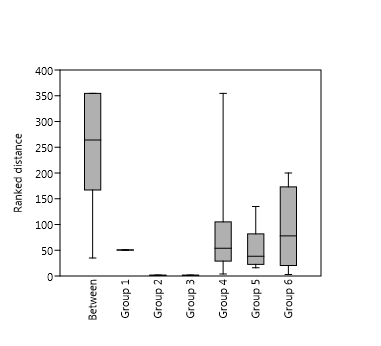 400
350
300
250
200
150
100
50
0
Ranked distance
Between
Group 1
Group 2
Group 3
Group 4
Group 5
Group 6